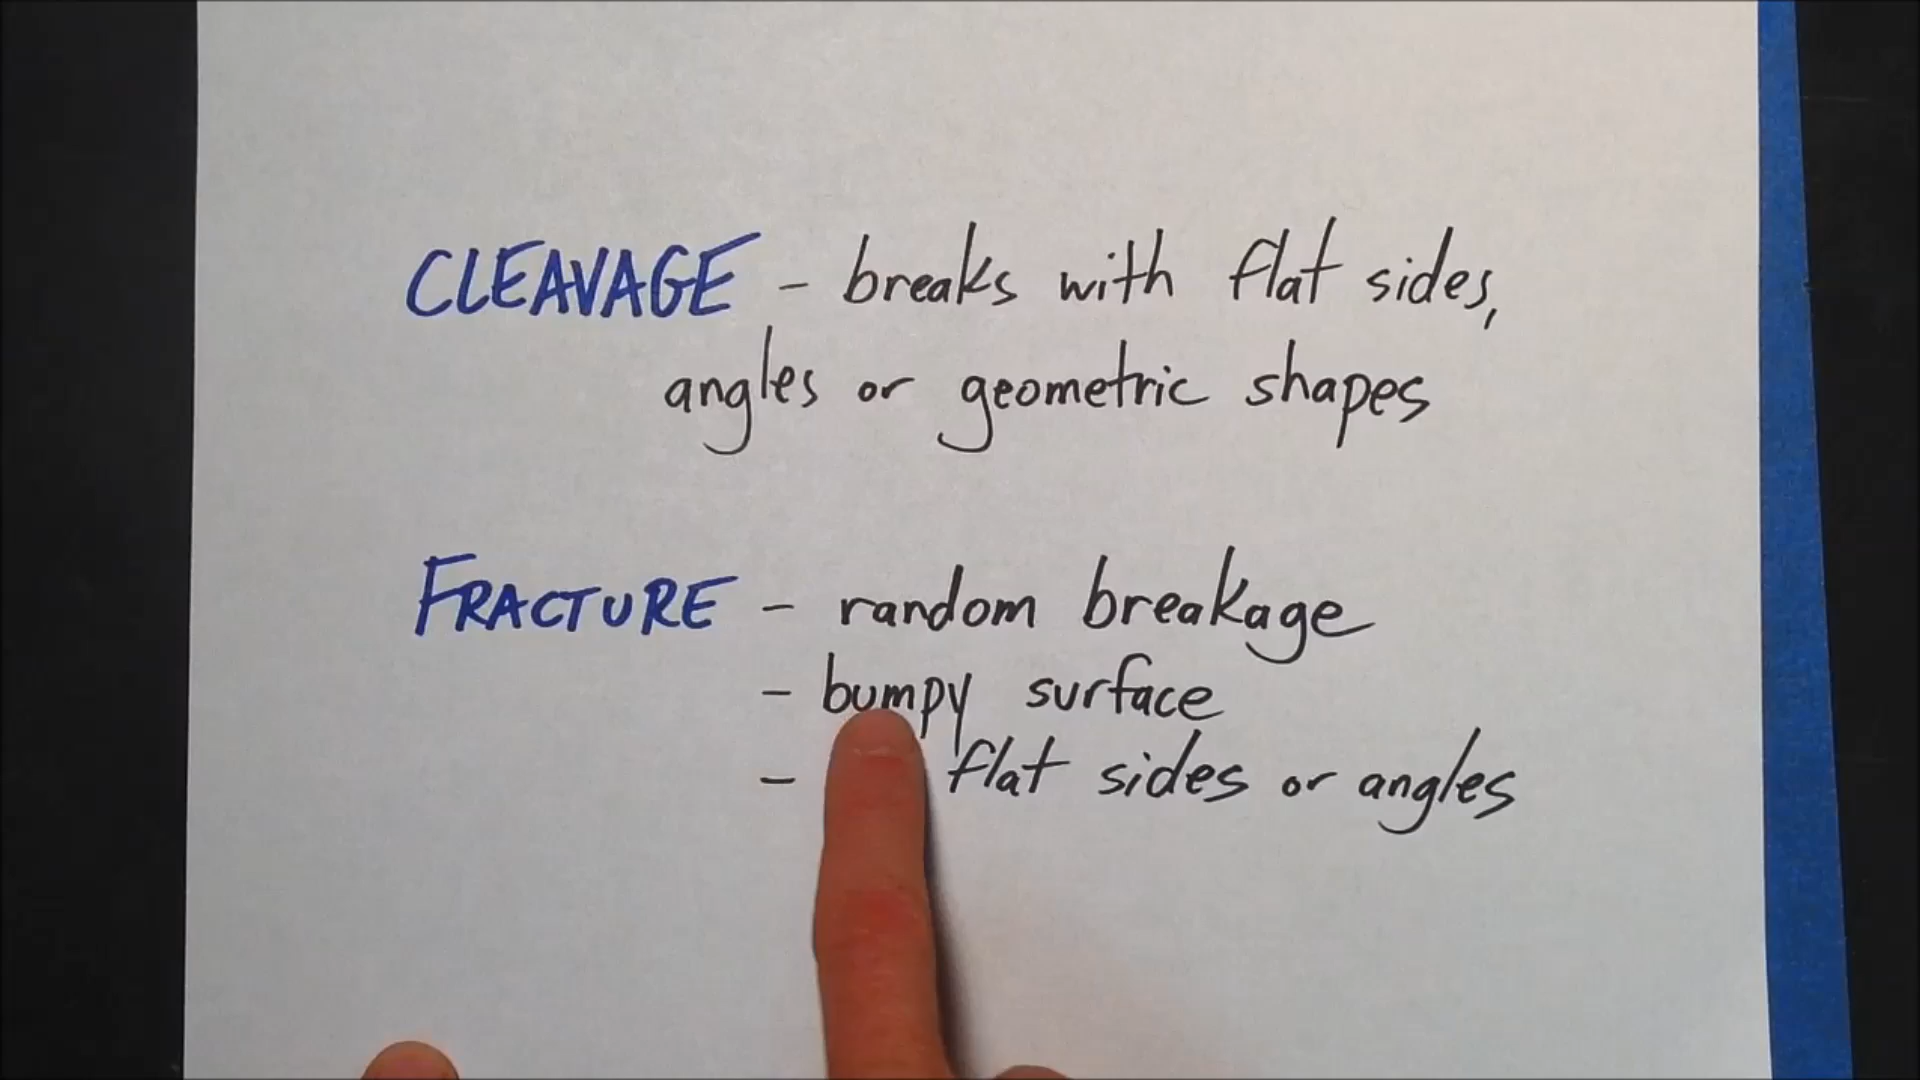 CLEAVAGE - breaks with flat sides,
angles or geometric shapes
FRACTURE - random breakage
- bumpy surface
- flat sides or angles